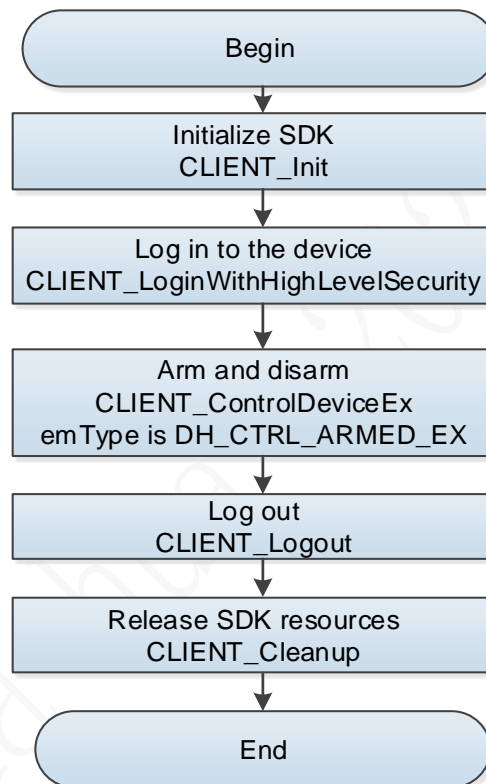 Begin
Initialize SDK
CLIENT_Init
Log in to the device
CLIENT_LoginWithHighLevelSecurity
Arm and disarm
CLIENT_ControlDeviceEx
emType is DH_CTRL_ARMED_EX
Log out
CLIENT_Logout
Release SDK resources
CLIENT_Cleanup
End